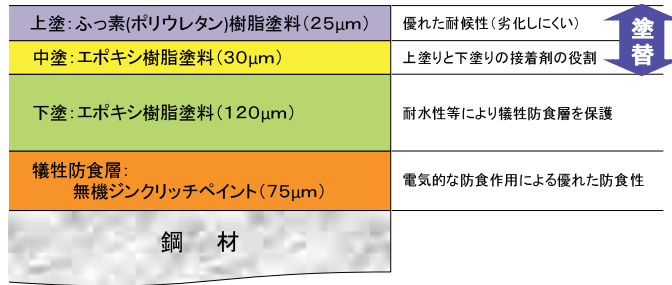 上塗：ふっ素(ポリウレタン)樹脂塗料(25μm)
優れた耐候性(劣化しにくい)
塗替
中塗：エポキシ樹脂塗料(30μm)
上塗りと下塗りの接着剤の役割
下塗：エポキシ樹脂塗料(120μm)
耐水性等により犠牲防食層を保護
犠牲防食層：
無機ジンクリッチペイント(75μm)
電気的な防食作用による優れた防食性
鋼　材